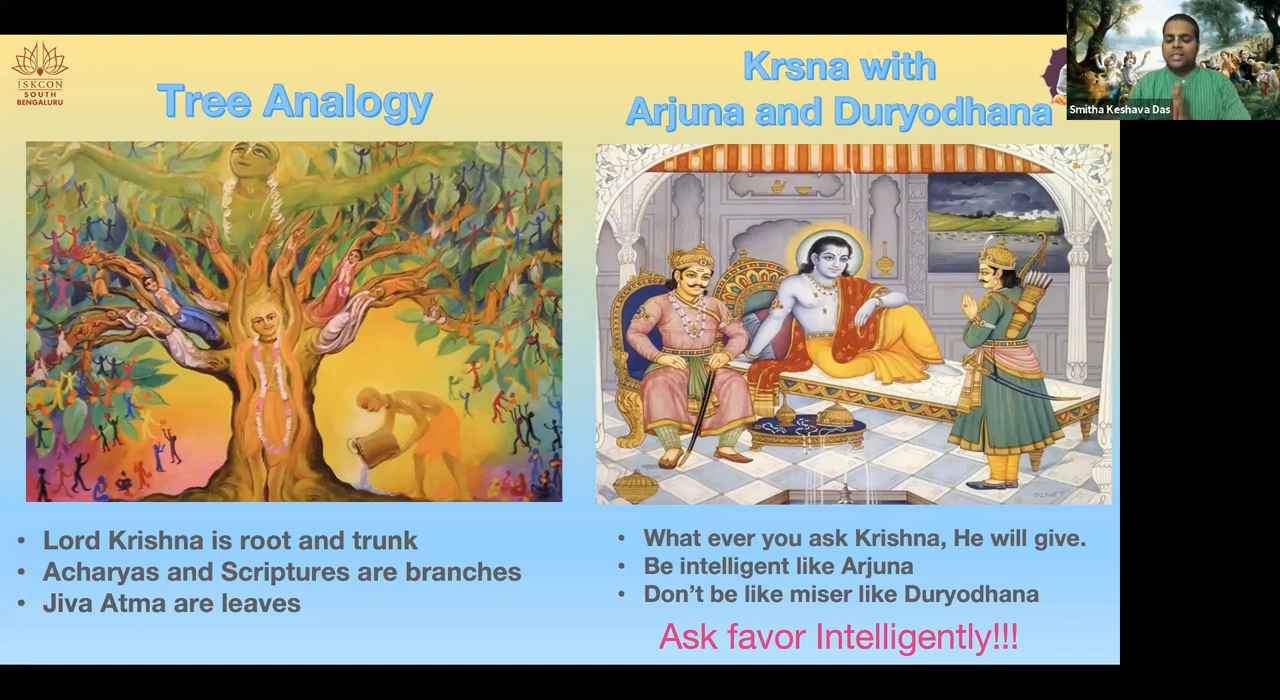 ISKCON
SOUTH
BENGALURU
Tree Analogy
Krsna with
Arjuna and Duryodhana
Smitha Keshava Das
• Lord Krishna is root and trunk
• Acharyas and Scriptures are branches
• Jiva Atma are leaves
• What ever you ask Krishna, He will give.
• Be intelligent like Arjuna
• Don’t be like miser like Duryodhana
Ask favor Intelligently!!!